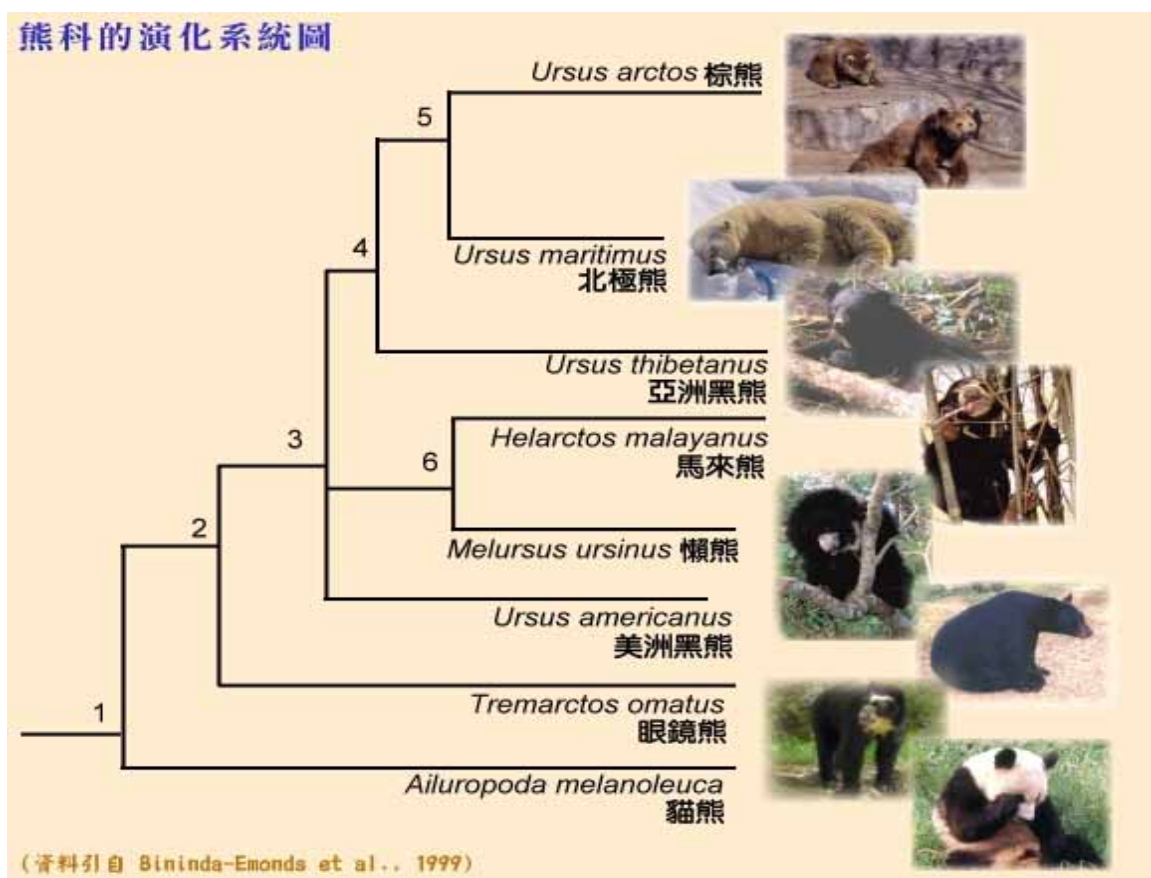 熊科的演化系統圖
Ursus arctos 棕熊
5
Ursus maritimus
北極熊
4
Ursus thibetanus
亞洲黑熊
Helarctos malayanus
馬來熊
3
6
Melursus ursinus 懶熊
2
Ursus americanus
美洲黑熊
Tremarctos omatus
眼鏡熊
1
Ailuropoda melanoleuca
貓熊
(資料引自 Bininda-Emonds et al.. 1999)